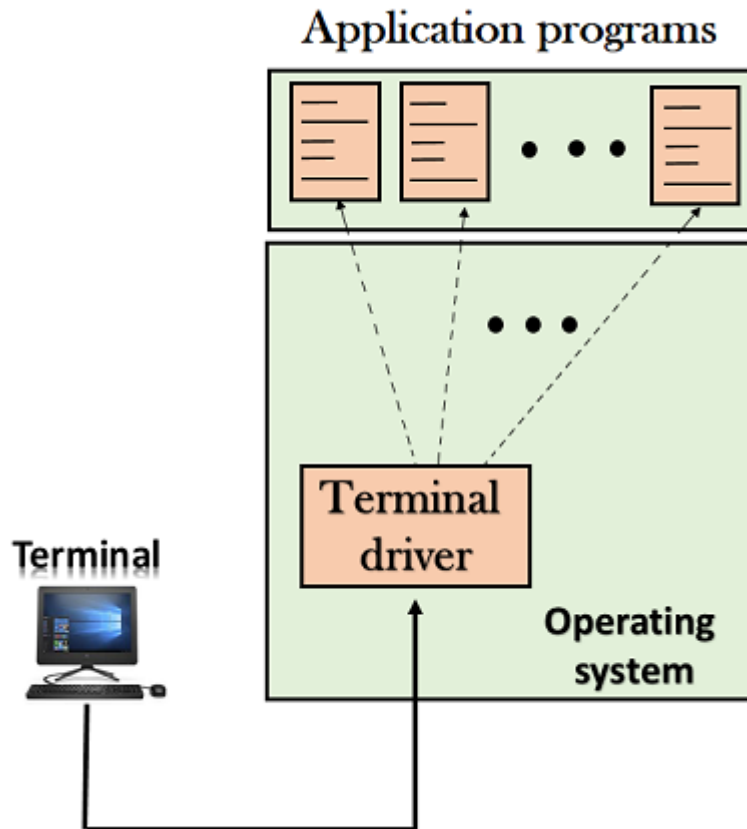 Application programs
Terminal
driver
Terminal
Operating
system